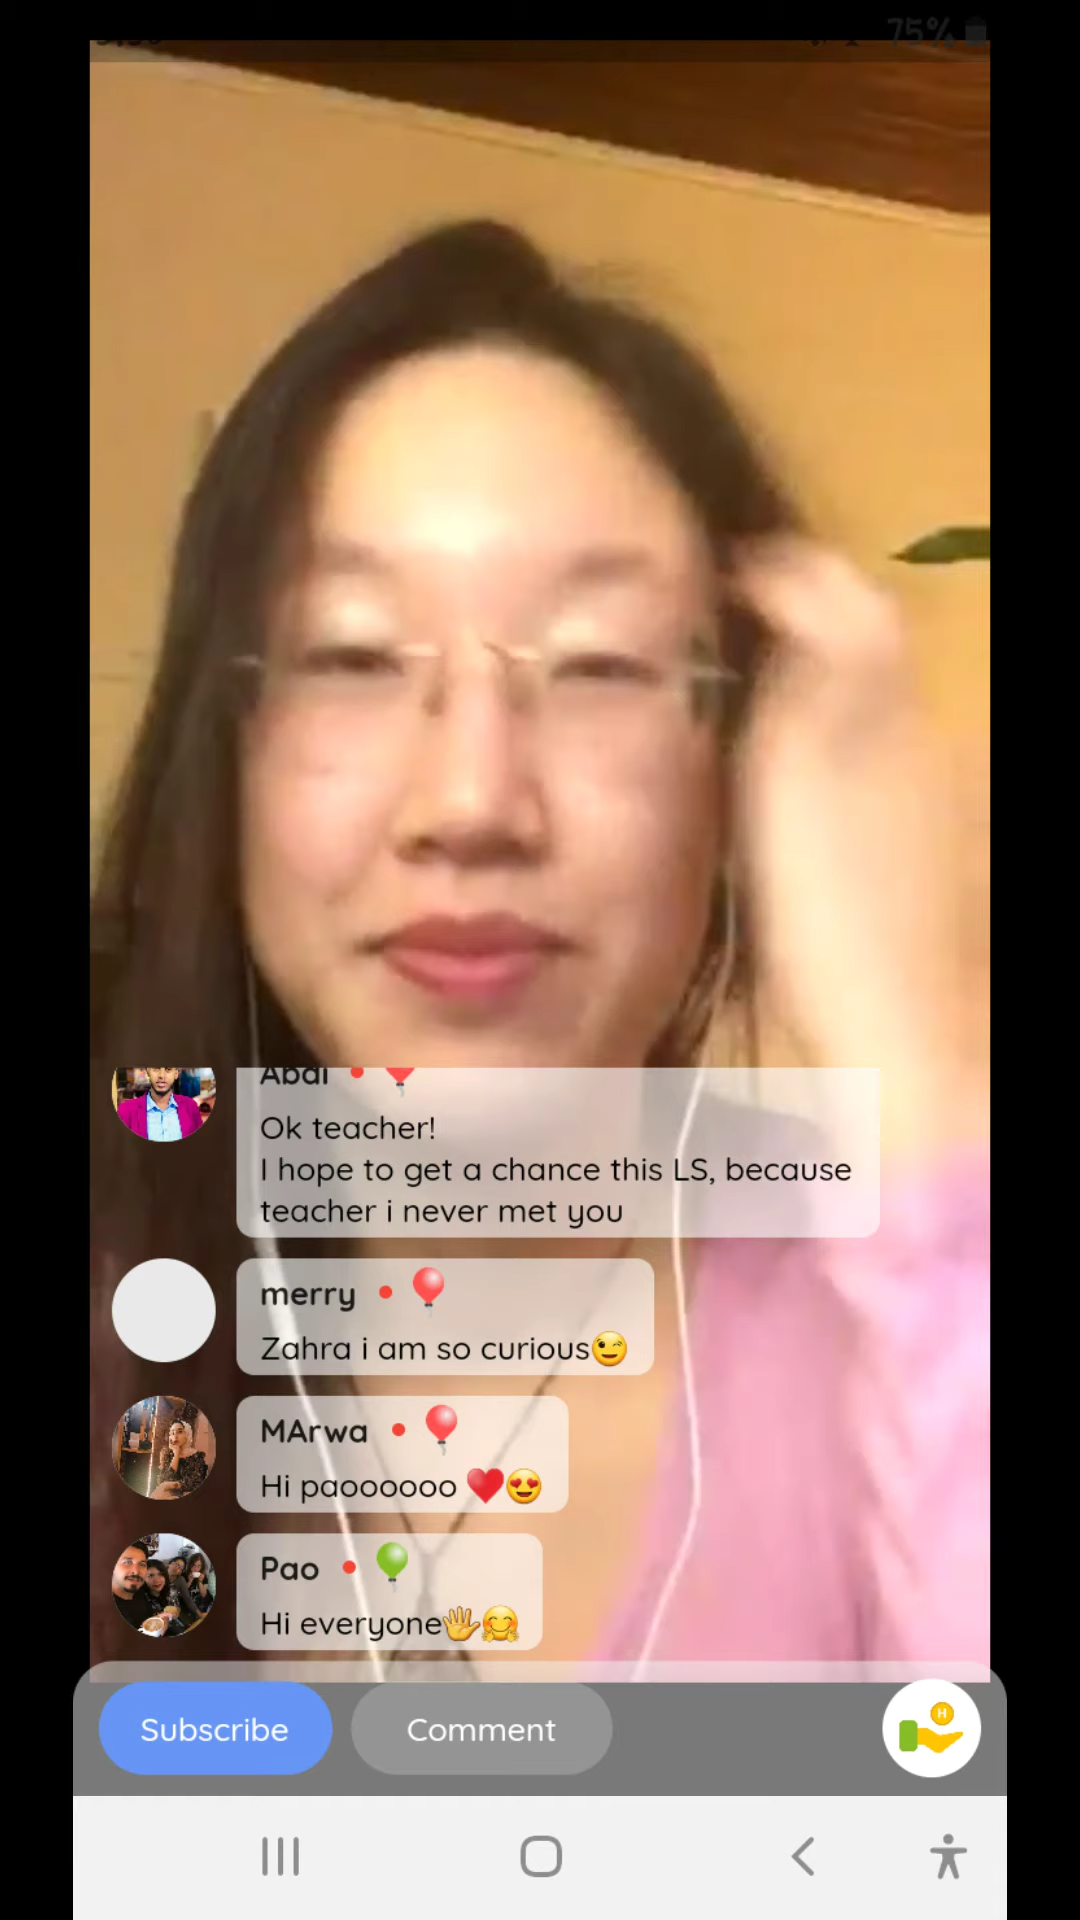 75%
Abdi
Ok teacher!
I hope to get a chance this LS, because
teacher i never met you
merry
Zahra i am so curious😉
MArwa
Hi paoooooo ❤️😍
Pao
Hi everyone🖐️🤗
Subscribe
Comment
H